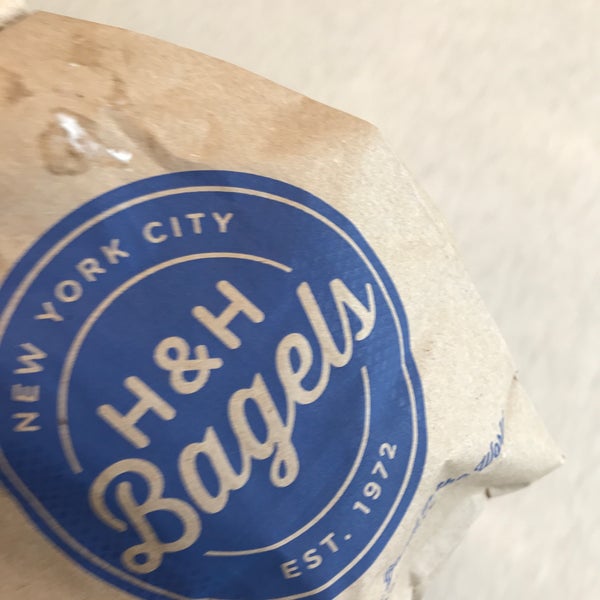 NEW YORK CITY
H&H
Bagels
EST. 1972